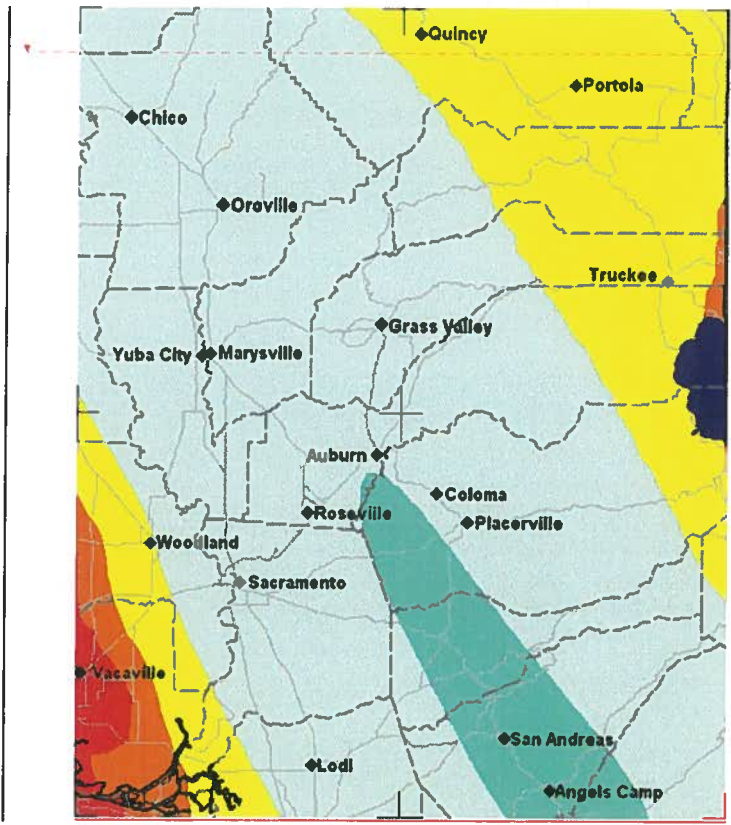 Quincy
Portola
Chico
Oroville
Truckee
Grass Valley
Yuba City Marysville
Auburn
Coloma
Roseville
Placerville
Woodland
Sacramento
Vacaville
San Andreas
Lodi
Angels Camp